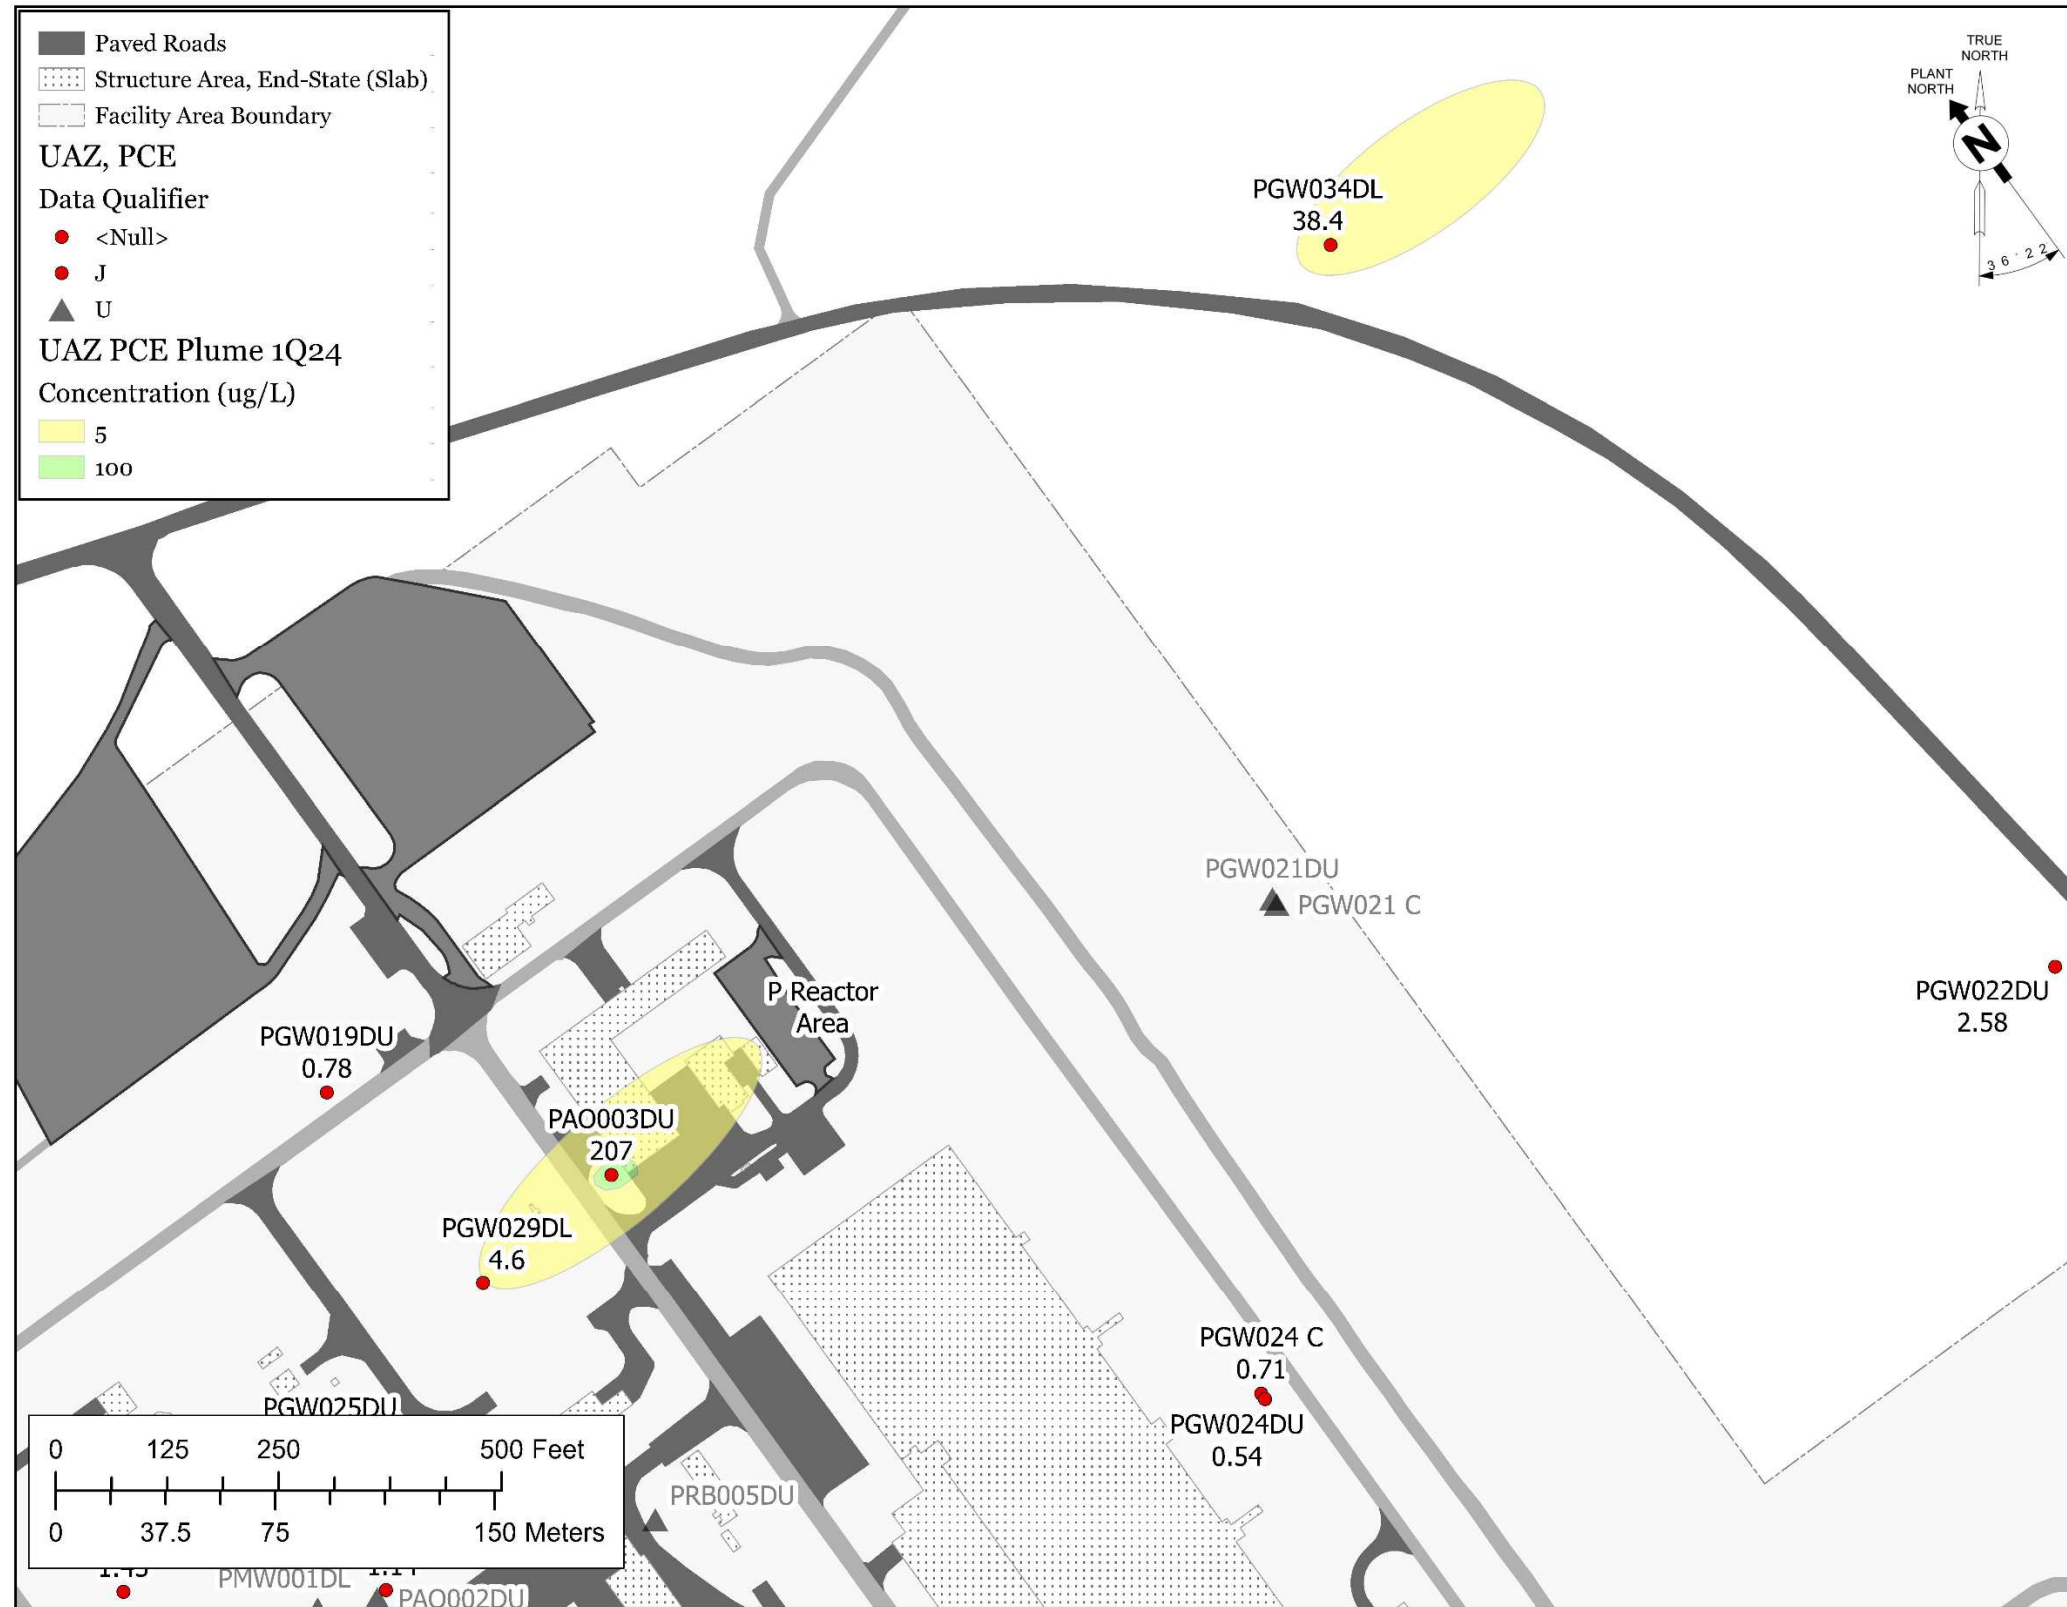 Paved Roads
Structure Area, End-State (Slab)
Facility Area Boundary
UAZ, PCE
Data Qualifier
<Null>
J
U
UAZ PCE Plume 1Q24
Concentration (ug/L)
5
100
TRUE
NORTH
PLANT
NORTH
N
36°22'
PGW034DL
38.4
PGW021DU
PGW021 C
PGW022DU
2.58
P Reactor
Area
PGW019DU
0.78
PAO003DU
207
PGW029DL
4.6
PGW024 C
0.71
PGW024DU
0.54
PGW025DU
PRB005DU
0 125 250 500 Feet
0 37.5 75 150 Meters
PMW001DL
PAO002DU